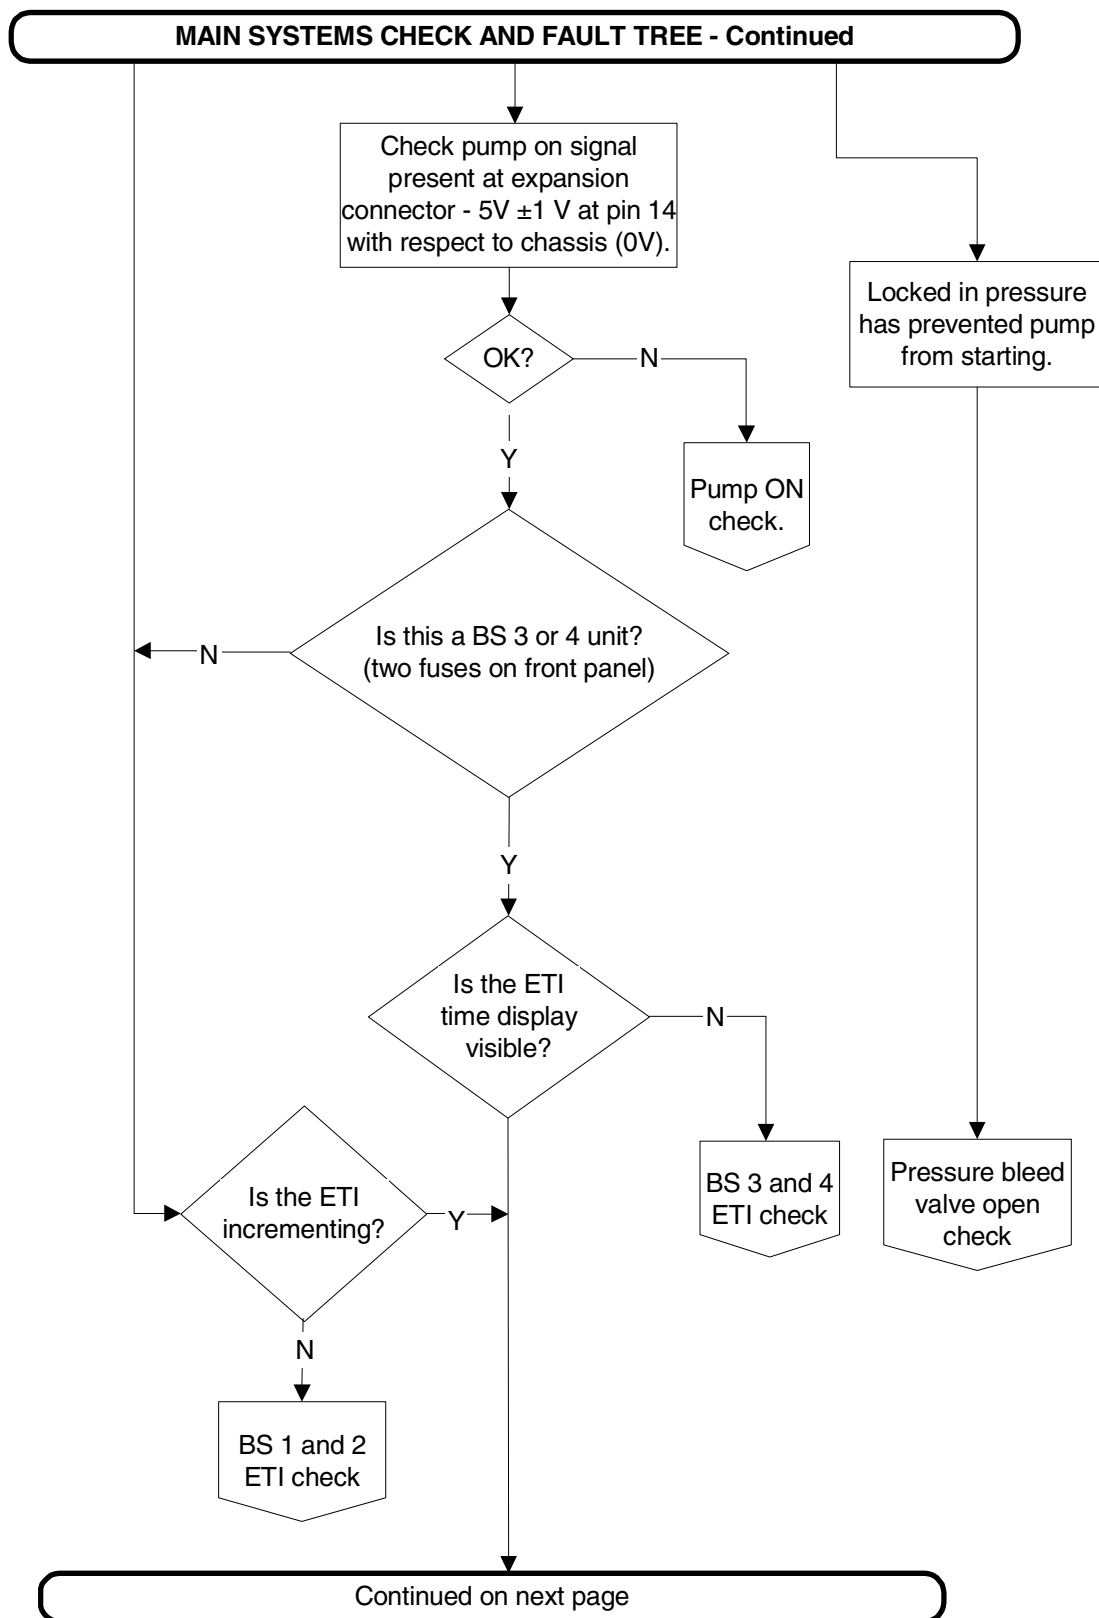 MAIN SYSTEMS CHECK AND FAULT TREE - Continued
Check pump on signal
present at expansion
connector - 5V ±1 V at pin 14
with respect to chassis (0V).
Locked in pressure
has prevented pump
from starting.
OK?
N
Y
Pump ON
check.
Is this a BS 3 or 4 unit?
(two fuses on front panel)
N
Y
Is the ETI
time display
visible?
N
BS 3 and 4
ETI check
Pressure bleed
valve open
check
Is the ETI
incrementing?
Y
N
BS 1 and 2
ETI check
Continued on next page